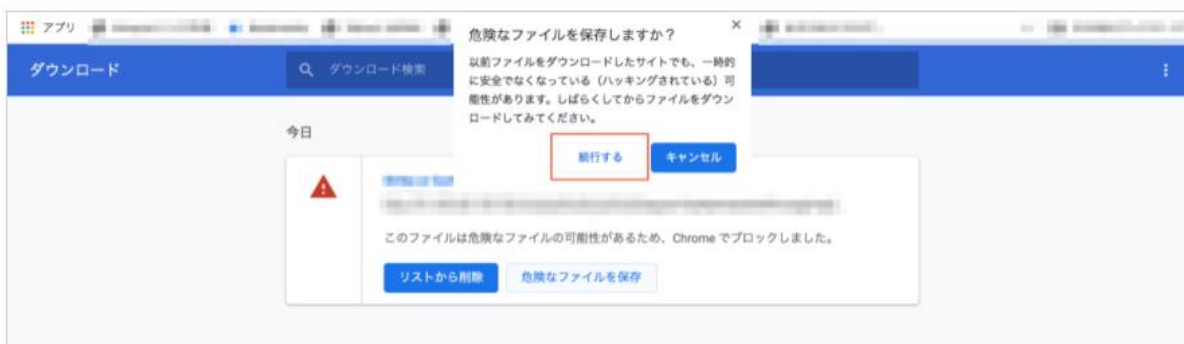 アプリ
ダウンロード
ダウンロード検索
危険なファイルを保存しますか？
以前ファイルをダウンロードしたサイトでも、一時的
に安全でなくなっている（ハッキングされている）可
能性があります。しばらくしてからファイルをダウン
ロードしてみてください。
続行する
キャンセル
今日
このファイルは危険なファイルの可能性があるため、Chrome でブロックしました。
リストから削除
危険なファイルを保存